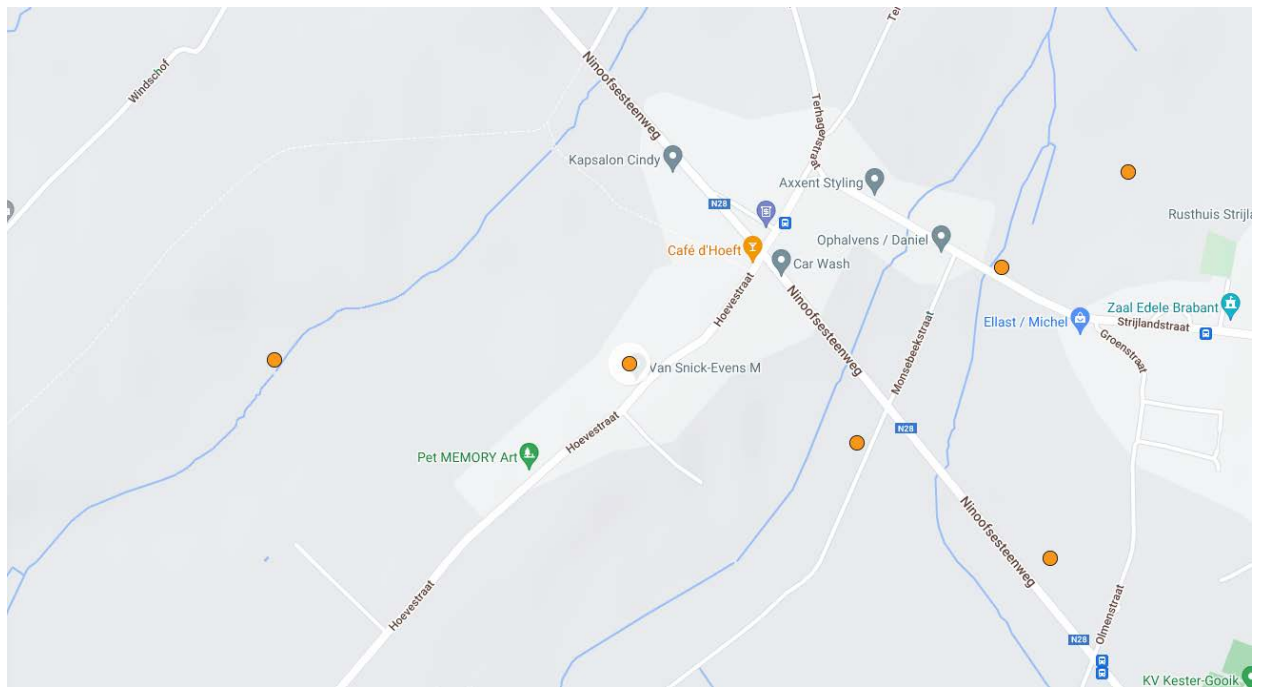 Windschof
Ninoofsesteenweg
Ter
Terhagenstraat
Kapsalon Cindy
Axxent Styling
N28
Rusthuis Strijla
Ophalvens / Daniel
Café d'Hoeft
Car Wash
Hoevestraat
Ninoofsesteenweg
Zaal Edele Brabant
Ellast / Michel
Strijlandstraat
Groenstraat
Monsebeekstraat
Van Snick-Evens M
Hoevestraat
N28
Pet MEMORY Art
Ninoofsesteenweg
Hoevestraat
Olmenstraat
N28
KV Kester-Gooik